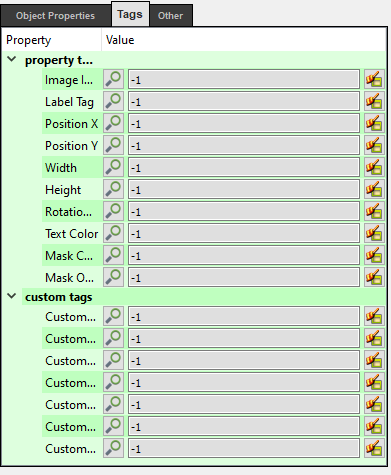 Object Properties Tags Other
Property Value
property t...
Image I... -1
Label Tag -1
Position X -1
Position Y -1
Width -1
Height -1
Rotatio... -1
Text Color -1
Mask C... -1
Mask O... -1
custom tags
Custom... -1
Custom... -1
Custom... -1
Custom... -1
Custom... -1
Custom... -1
Custom... -1